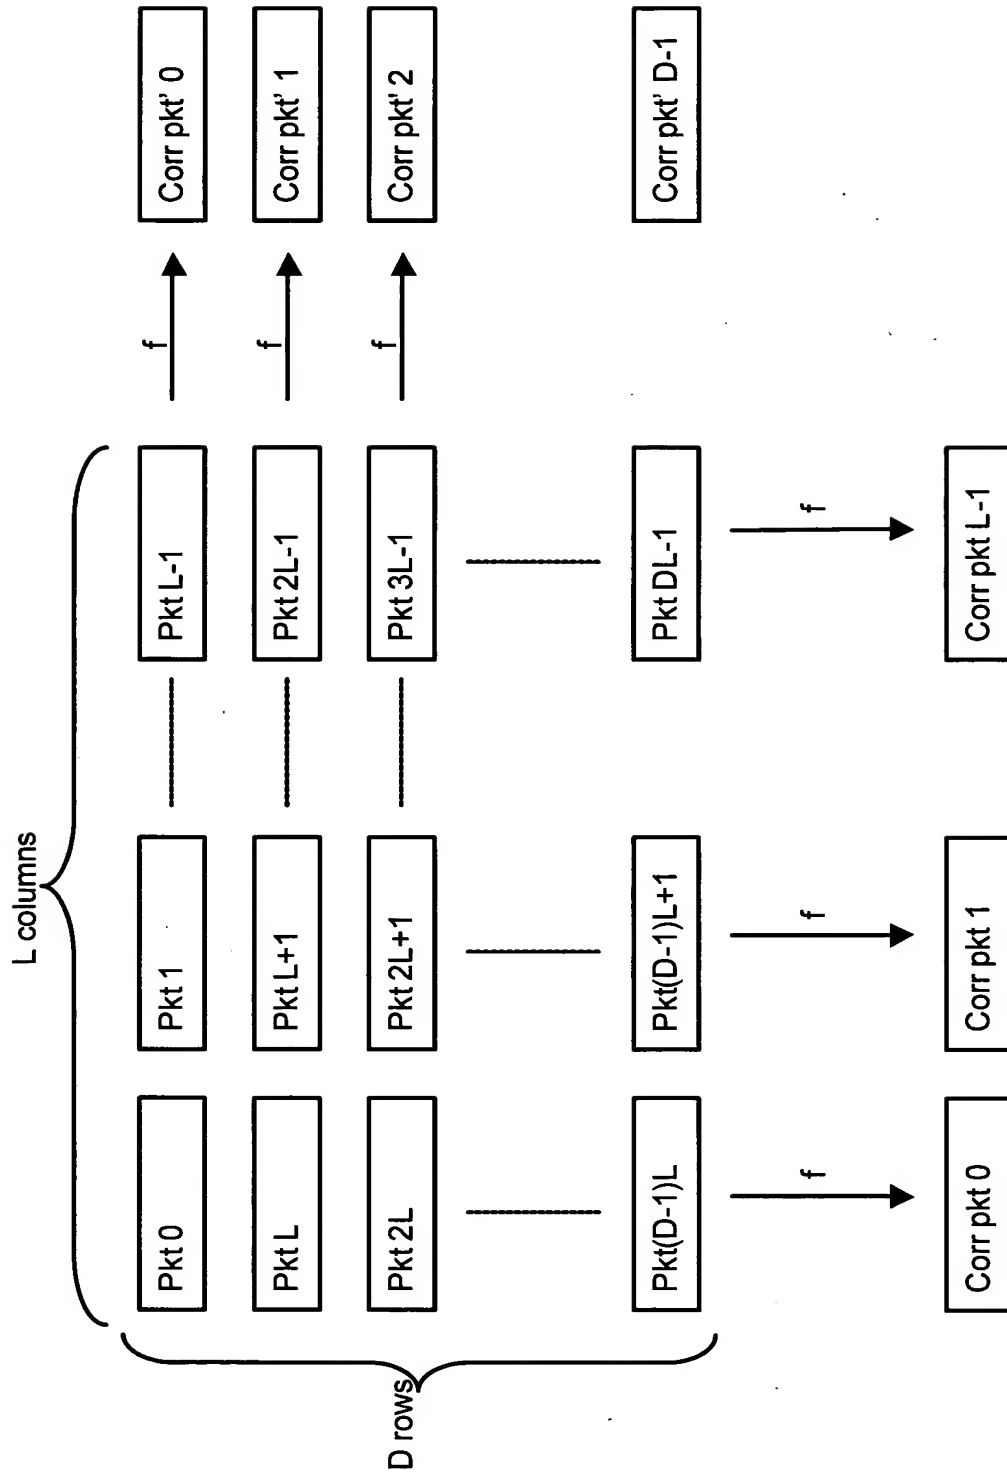 L columns
D rows
Pkt 0
Pkt 1
Pkt L-1
f
Corr pkt' 0
Pkt L
Pkt L+1
Pkt 2L-1
f
Corr pkt' 1
Pkt 2L
Pkt 2L+1
Pkt 3L-1
f
Corr pkt' 2
Pkt(D-1)L
Pkt(D-1)L+1
Pkt DL-1
Corr pkt' D-1
f
f
f
Corr pkt 0
Corr pkt 1
Corr pkt L-1